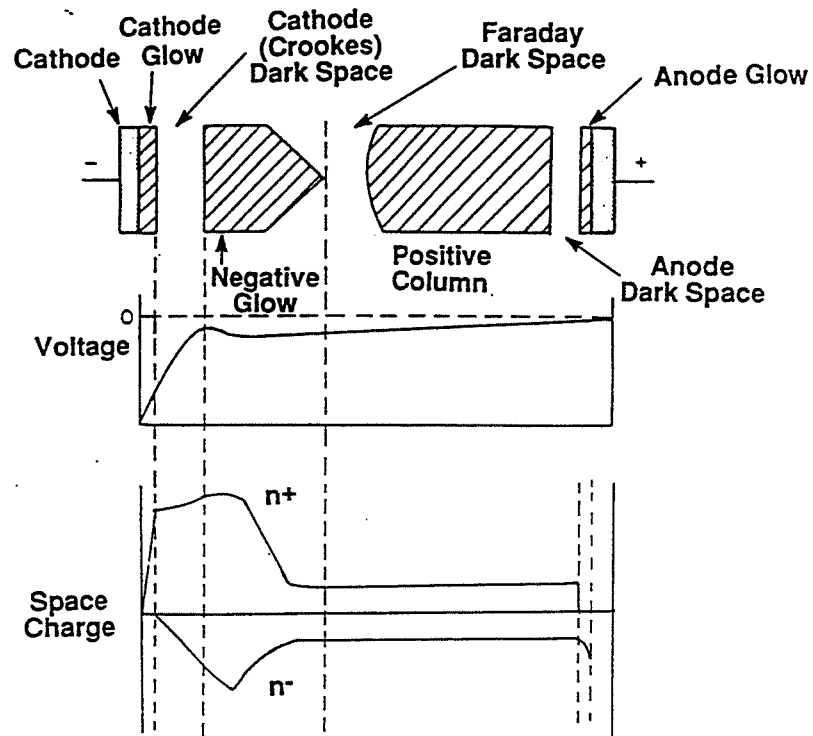 Cathode
Cathode
Glow
Cathode
(Crookes)
Dark Space
Faraday
Dark Space
Anode Glow
-
+
Negative
Glow
Positive
Column
Anode
Dark Space
0
Voltage
n+
Space
Charge
n-